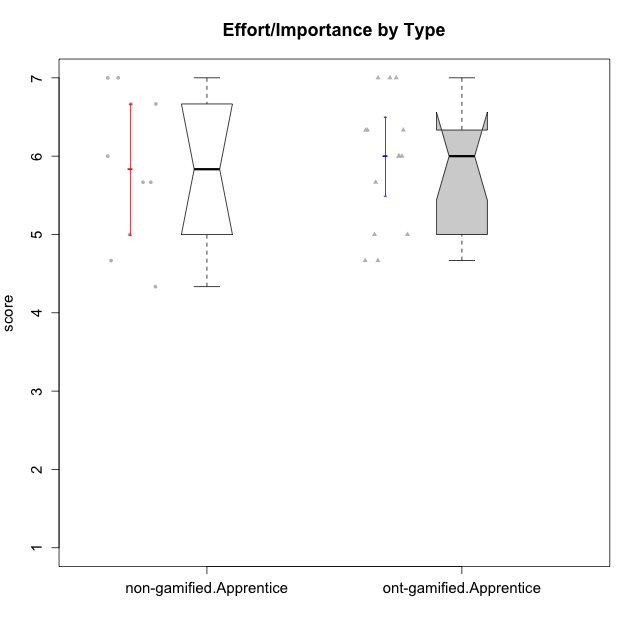 Effort/Importance by Type
score
7
6
5
4
3
2
1
non-gamified.Apprentice
ont-gamified.Apprentice